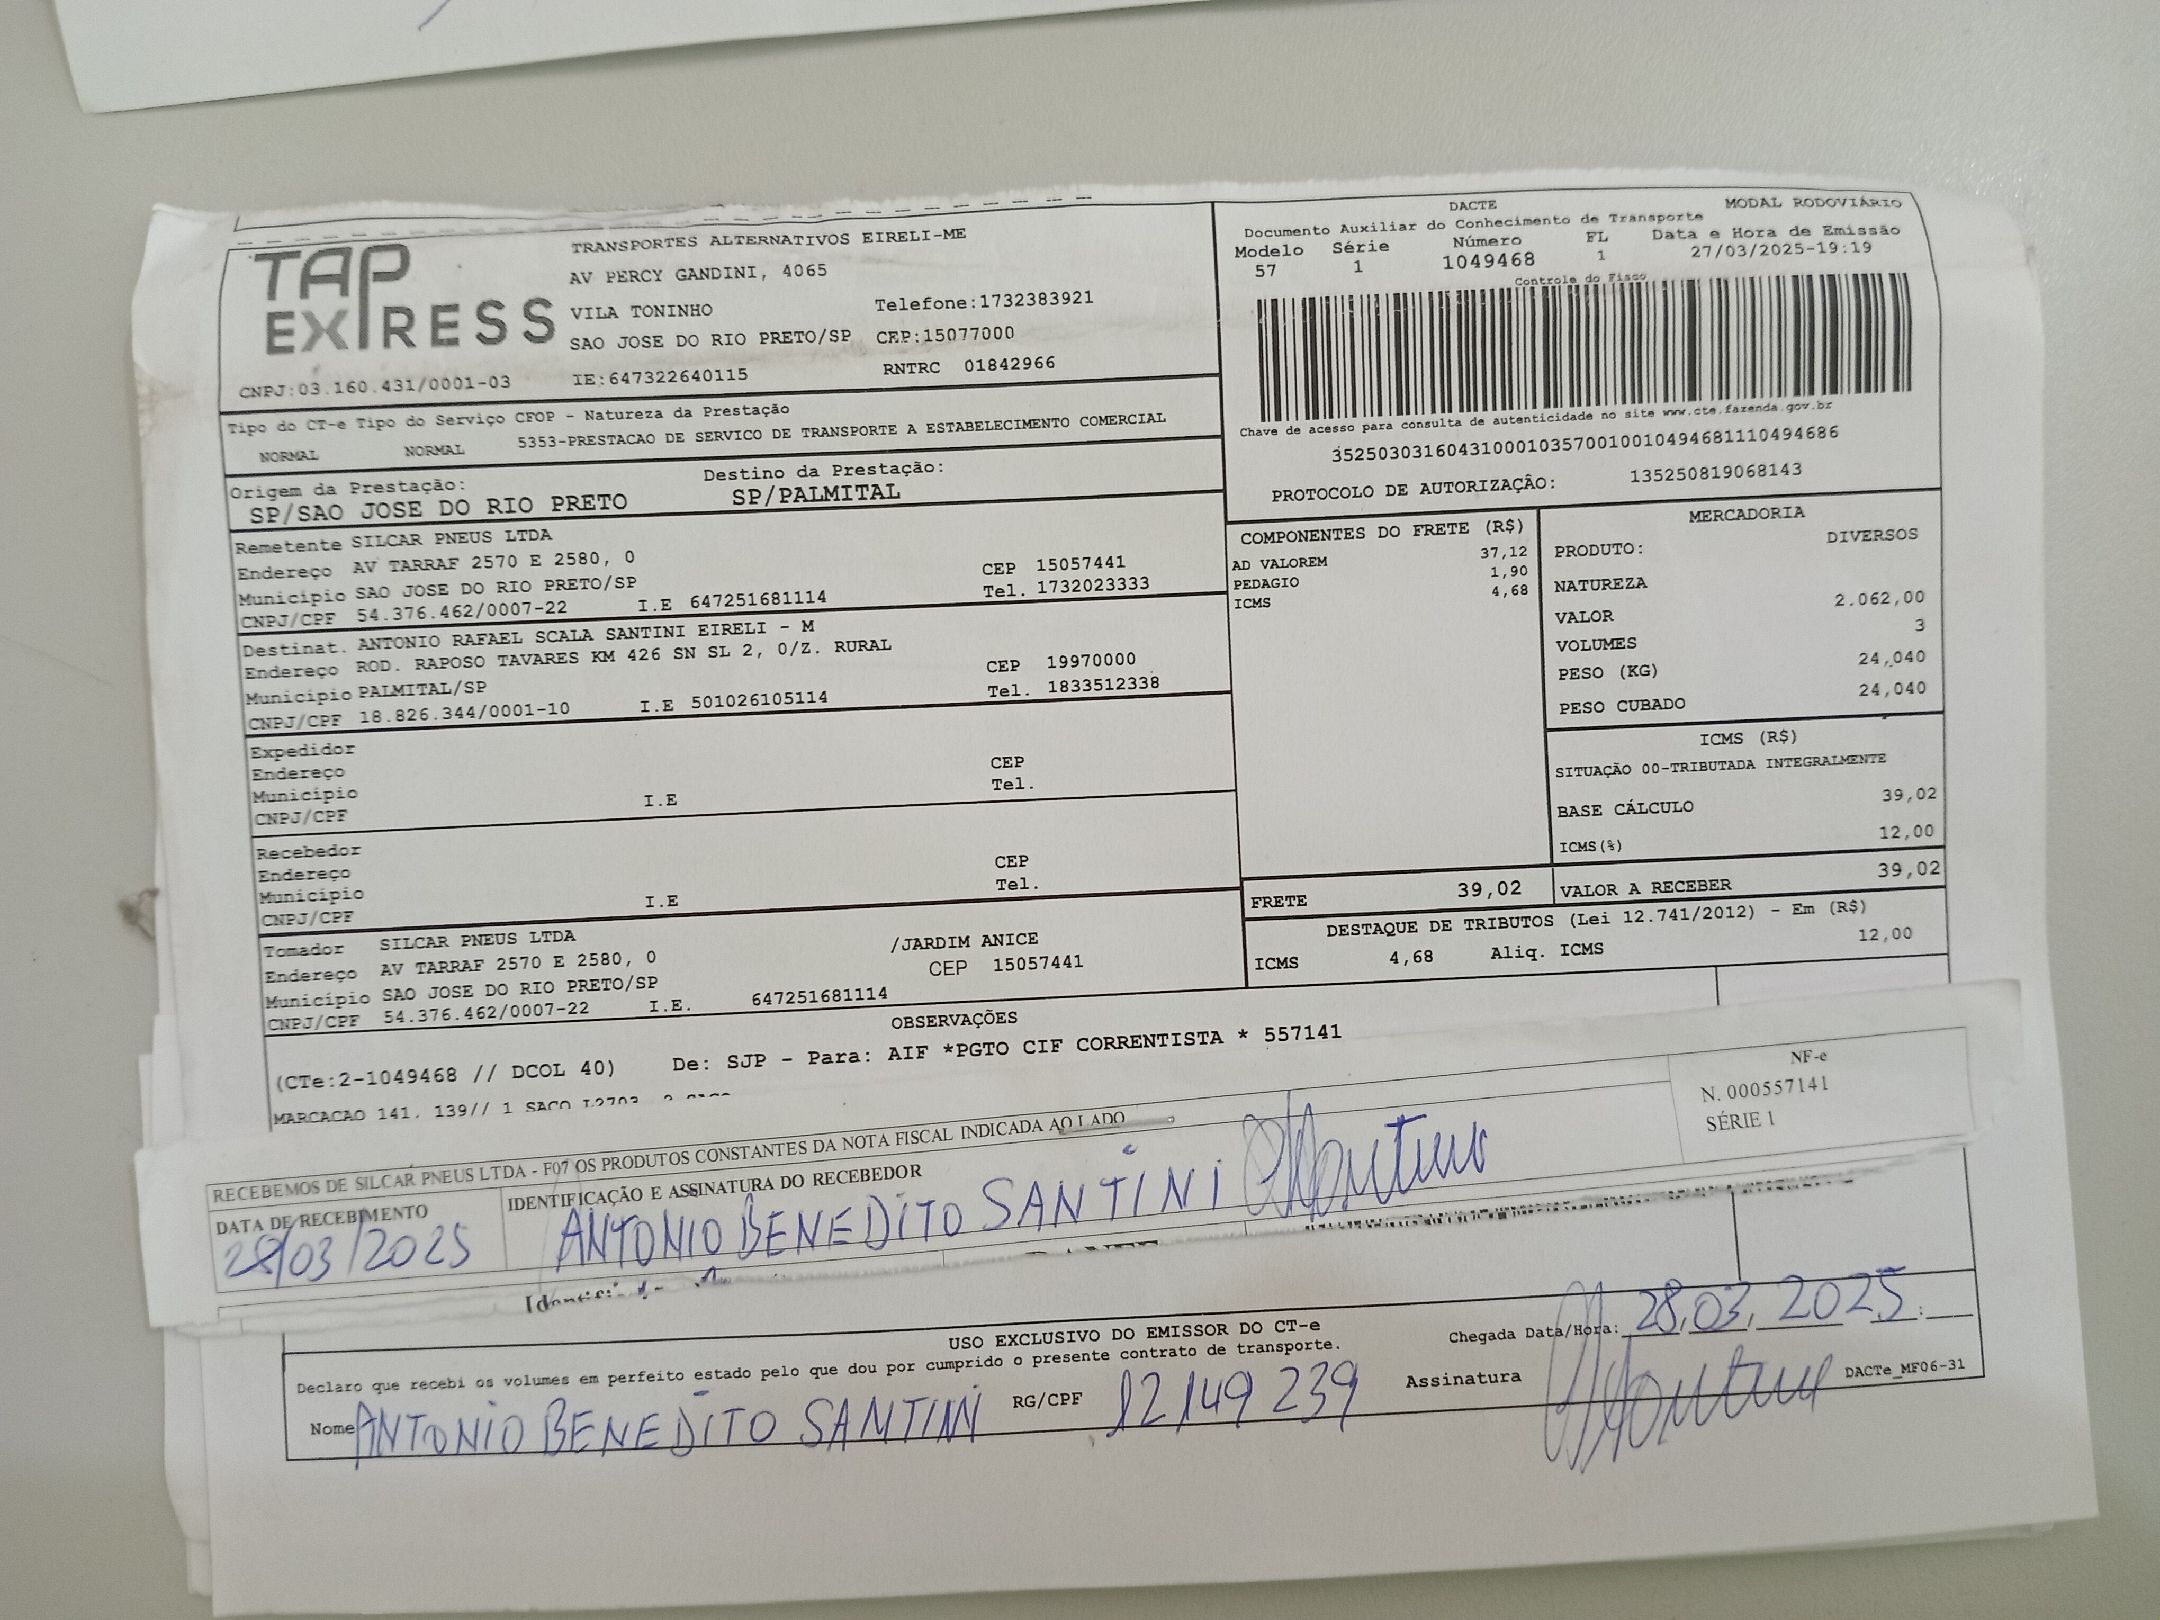 TAP EXPRESS
TRANSPORTES ALTERNATIVOS EIRELI-ME
AV PERCY GANDINI, 4065
VILA TONINHO Telefone:1732383921
SAO JOSE DO RIO PRETO/SP CEP:15077000
CNPJ:03.160.431/0001-03 IE:647322640115 RNTRC 01842966
DACTE MODAL RODOVIÁRIO
Documento Auxiliar do Conhecimento de Transporte
Modelo Série Número FL Data e Hora de Emissão
57 1 1049468 1 27/03/2025-19:19
Controle do Fisco
Chave de acesso para consulta de autenticidade no site www.cte.fazenda.gov.br
35250303160431000103570010010494681110494686
PROTOCOLO DE AUTORIZAÇÃO: 135250819068143
Tipo do CT-e Tipo do Serviço CFOP - Natureza da Prestação
NORMAL NORMAL 5353-PRESTACAO DE SERVICO DE TRANSPORTE A ESTABELECIMENTO COMERCIAL
Origem da Prestação: Destino da Prestação:
SP/SAO JOSE DO RIO PRETO SP/PALMITAL
Remetente SILCAR PNEUS LTDA
Endereço AV TARRAF 2570 E 2580, 0 CEP 15057441
Município SAO JOSE DO RIO PRETO/SP Tel. 1732023333
CNPJ/CPF 54.376.462/0007-22 I.E 647251681114
Destinat. ANTONIO RAFAEL SCALA SANTINI EIRELI - M
Endereço ROD. RAPOSO TAVARES KM 426 SN SL 2, 0/Z. RURAL CEP 19970000
Município PALMITAL/SP Tel. 1833512338
CNPJ/CPF 18.826.344/0001-10 I.E 501026105114
Expedidor
Endereço CEP
Município Tel.
CNPJ/CPF I.E
Recebedor
Endereço CEP
Município Tel.
CNPJ/CPF I.E
Tomador SILCAR PNEUS LTDA /JARDIM ANICE
Endereço AV TARRAF 2570 E 2580, 0 CEP 15057441
Município SAO JOSE DO RIO PRETO/SP
CNPJ/CPF 54.376.462/0007-22 I.E. 647251681114
COMPONENTES DO FRETE (R$)
AD VALOREM 37,12
PEDAGIO 1,90
ICMS 4,68
MERCADORIA
PRODUTO: DIVERSOS
NATUREZA
VALOR 2.062,00
VOLUMES 3
PESO (KG) 24,040
PESO CUBADO 24,040
ICMS (R$)
SITUAÇÃO 00-TRIBUTADA INTEGRALMENTE
BASE CÁLCULO 39,02
ICMS(%) 12,00
FRETE 39,02 VALOR A RECEBER 39,02
DESTAQUE DE TRIBUTOS (Lei 12.741/2012) - Em (R$)
ICMS 4,68 Aliq. ICMS 12,00
OBSERVAÇÕES
(CTe:2-1049468 // DCOL 40) De: SJP - Para: AIF *PGTO CIF CORRENTISTA * 557141
MARCACAO 141, 139// 1 SACO
RECEBEMOS DE SILCAR PNEUS LTDA - F07 OS PRODUTOS CONSTANTES DA NOTA FISCAL INDICADA AO LADO
NF-e
N. 000557141
SÉRIE 1
DATA DE RECEBIMENTO IDENTIFICAÇÃO E ASSINATURA DO RECEBEDOR
28/03/2025 ANTONIO BENEDITO SANTINI
USO EXCLUSIVO DO EMISSOR DO CT-e
Declaro que recebi os volumes em perfeito estado pelo que dou por cumprido o presente contrato de transporte.
Chegada Data/Hora: 28.03.2025
Nome ANTONIO BENEDITO SANTINI RG/CPF 12149239 Assinatura
DACTe_MF06-31